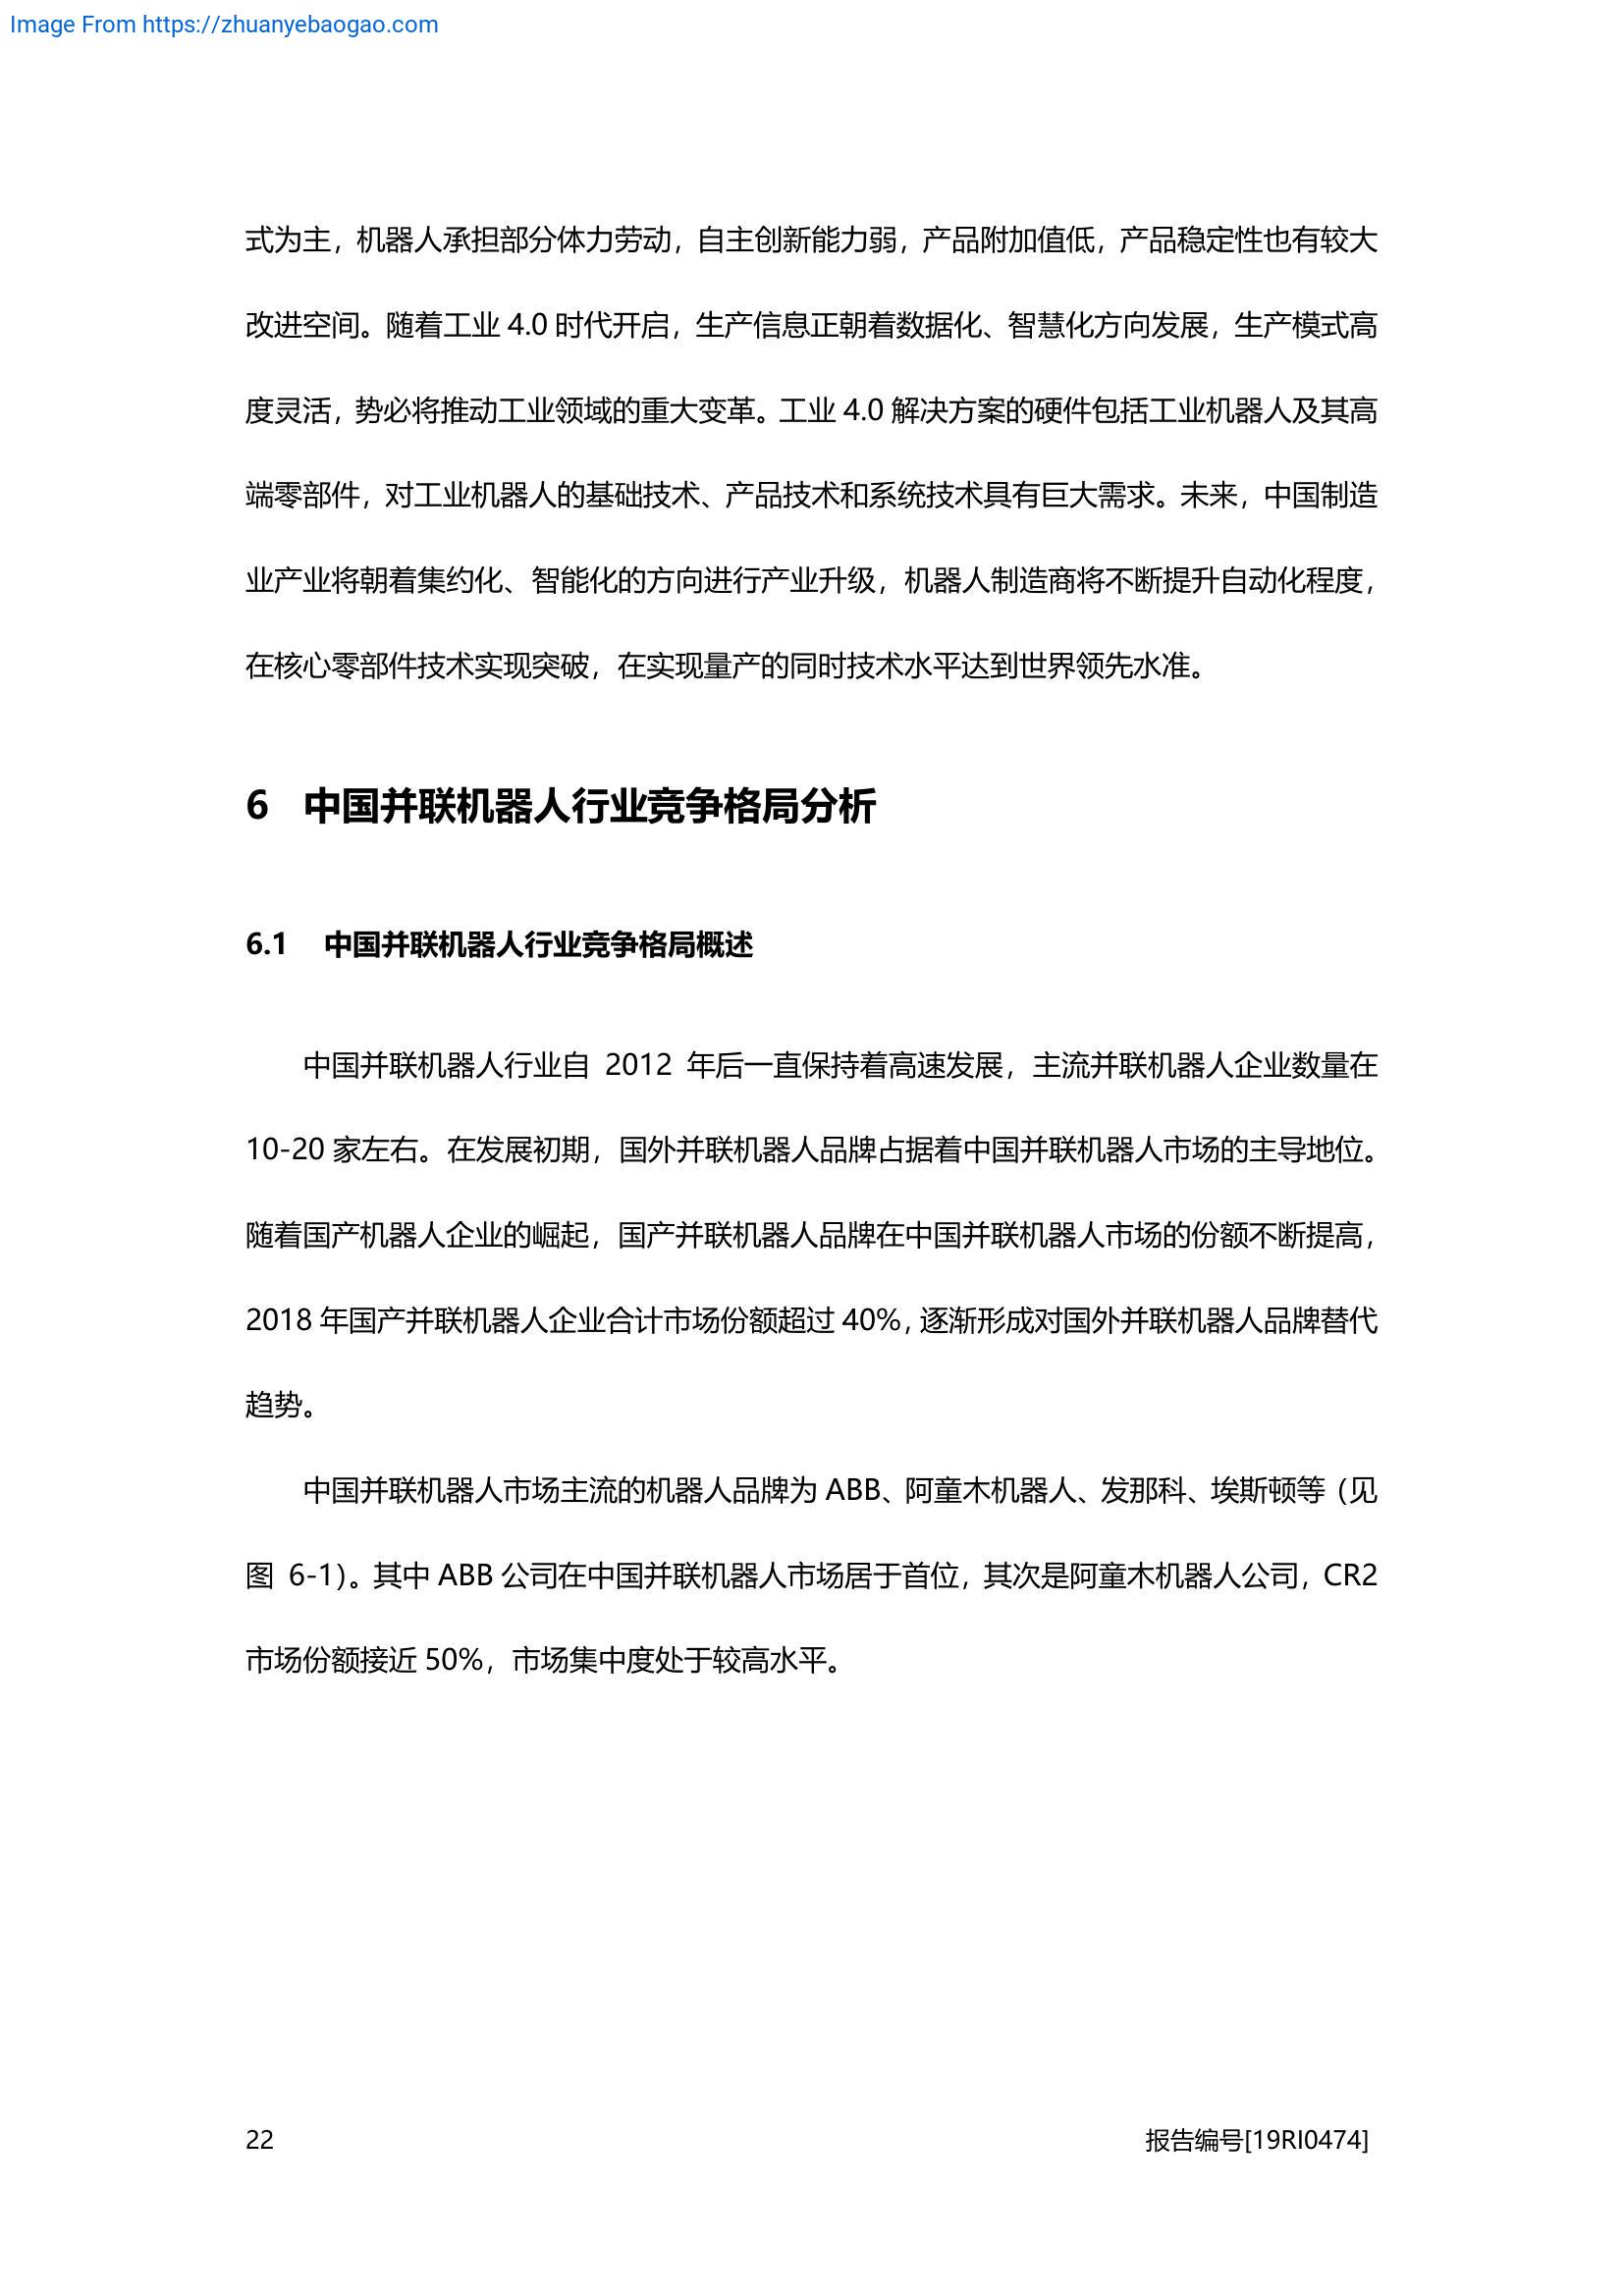 Image From https://zhuanyebaogao.com
式为主，机器人承担部分体力劳动，自主创新能力弱，产品附加值低，产品稳定性也有较大
改进空间。随着工业 4.0 时代开启，生产信息正朝着数据化、智慧化方向发展，生产模式高
度灵活，势必将推动工业领域的重大变革。工业 4.0 解决方案的硬件包括工业机器人及其高
端零部件，对工业机器人的基础技术、产品技术和系统技术具有巨大需求。未来，中国制造
业产业将朝着集约化、智能化的方向进行产业升级，机器人制造商将不断提升自动化程度，
在核心零部件技术实现突破，在实现量产的同时技术水平达到世界领先水准。
6 中国并联机器人行业竞争格局分析
6.1 中国并联机器人行业竞争格局概述
中国并联机器人行业自 2012 年后一直保持着高速发展，主流并联机器人企业数量在
10-20 家左右。在发展初期，国外并联机器人品牌占据着中国并联机器人市场的主导地位。
随着国产机器人企业的崛起，国产并联机器人品牌在中国并联机器人市场的份额不断提高，
2018 年国产并联机器人企业合计市场份额超过 40%，逐渐形成对国外并联机器人品牌替代
趋势。
中国并联机器人市场主流的机器人品牌为 ABB、阿童木机器人、发那科、埃斯顿等（见
图 6-1）。其中 ABB 公司在中国并联机器人市场居于首位，其次是阿童木机器人公司，CR2
市场份额接近 50%，市场集中度处于较高水平。
22 报告编号[19RI0474]